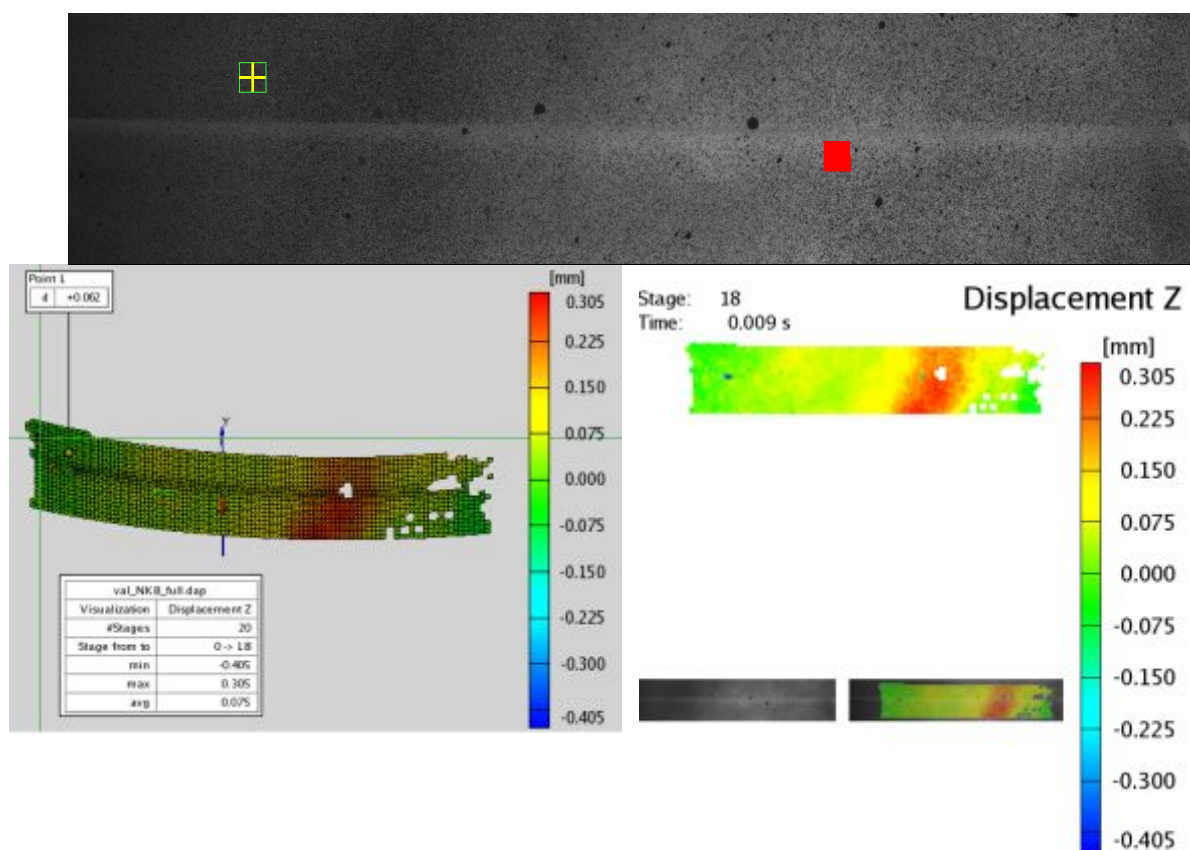 Point 1
d +0.062
[mm]
0.305
0.225
0.150
0.075
0.000
-0.075
-0.150
-0.225
-0.300
-0.405
Y
val_NKB_full.dap
Visualization Displacement Z
#Stages 20
Stage from to 0 -> 18
min -0.405
max 0.305
avg 0.075
Stage: 18
Time: 0.009 s
Displacement Z
[mm]
0.305
0.225
0.150
0.075
0.000
-0.075
-0.150
-0.225
-0.300
-0.405